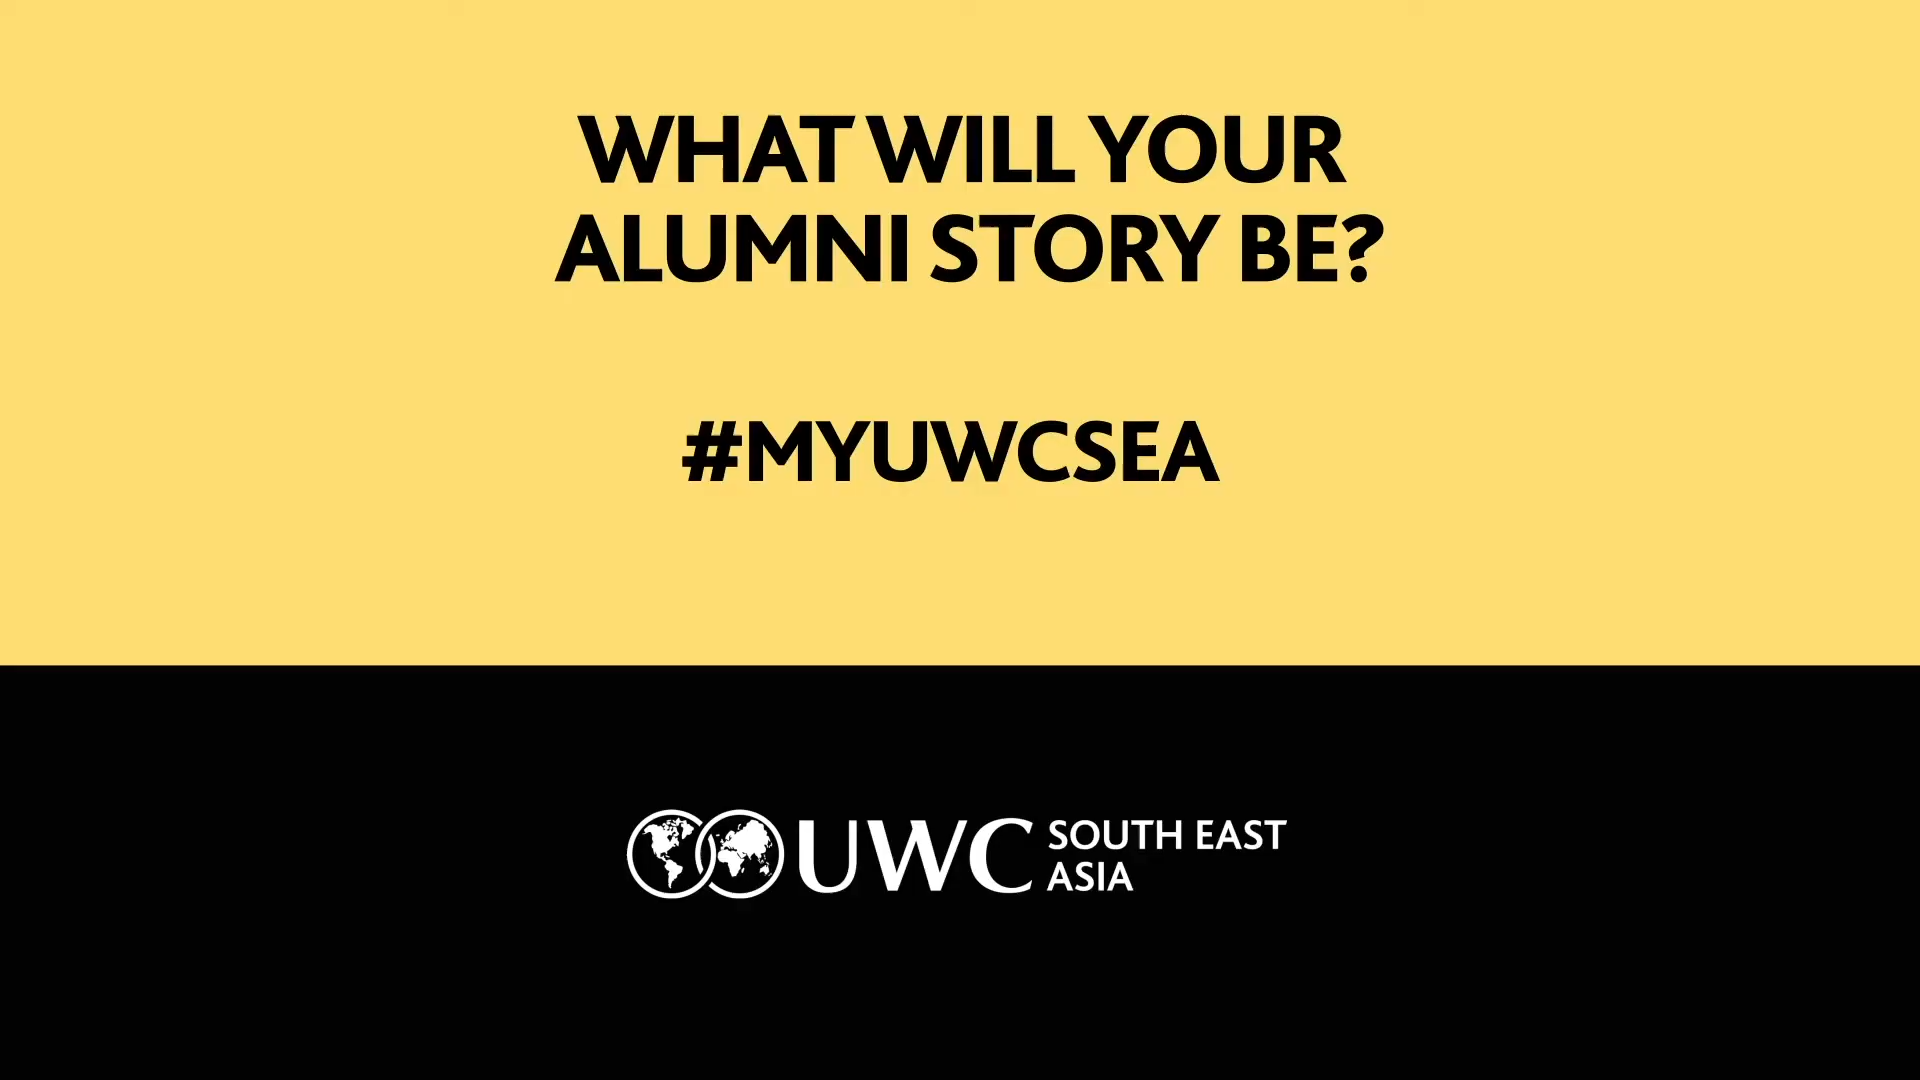 WHAT WILL YOUR
ALUMNI STORY BE?
#MYUWCSEA
UWC SOUTH EAST
ASIA